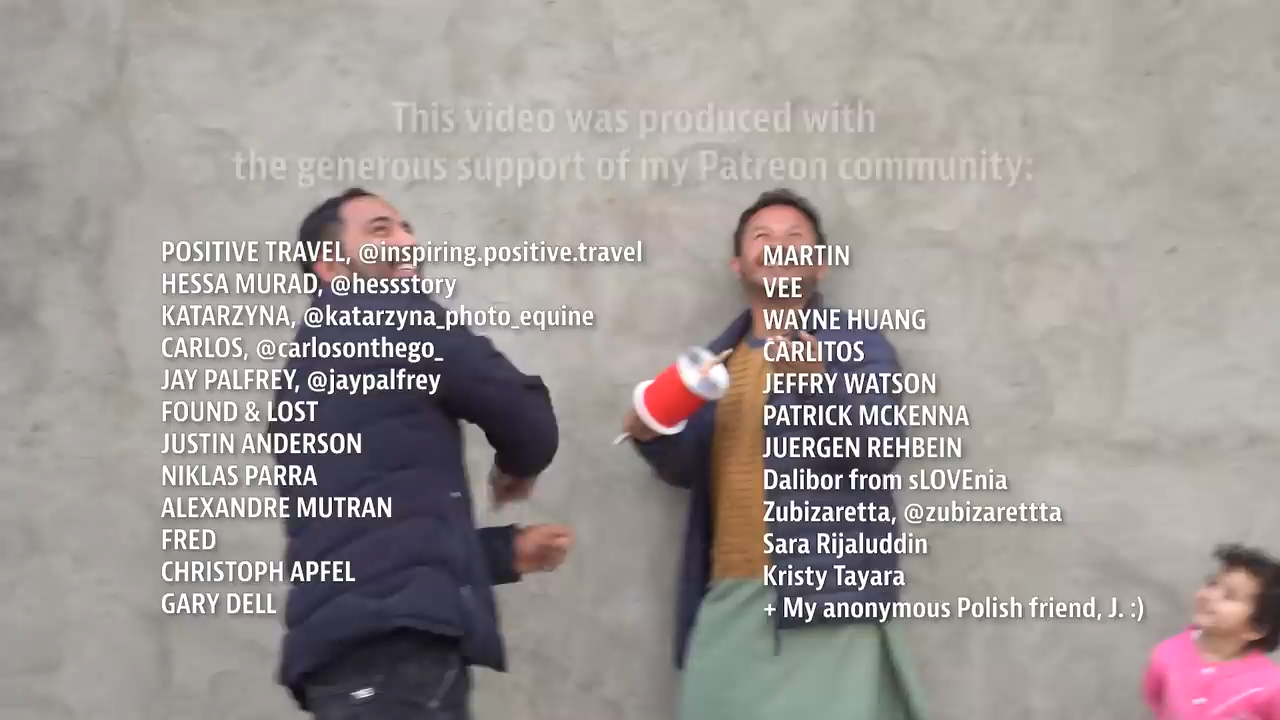 This video was produced with
the generous support of my Patreon community:
POSITIVE TRAVEL, @inspiring.positive.travel
HESSA MURAD, @hessstory
KATARZYNA, @katarzyna_photo_equine
CARLOS, @carlosonthego_
JAY PALFREY, @jaypalfrey
FOUND & LOST
JUSTIN ANDERSON
NIKLAS PARRA
ALEXANDRE MUTRAN
FRED
CHRISTOPH APFEL
GARY DELL
MARTIN
VEE
WAYNE HUANG
CARLITOS
JEFFRY WATSON
PATRICK MCKENNA
JUERGEN REHBEIN
Dalibor from sLOVEnia
Zubizaretta, @zubizarettta
Sara Rijaluddin
Kristy Tayara
+ My anonymous Polish friend, J. :)